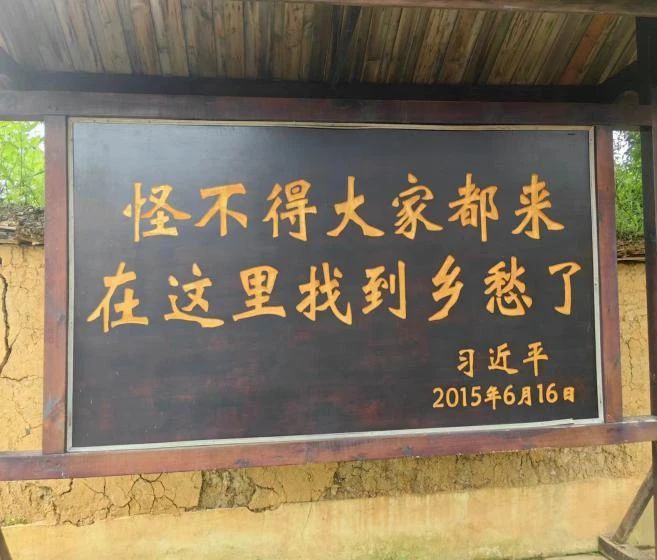 怪不得大家都来
在这里找到乡愁了
习近平
2015年6月16日